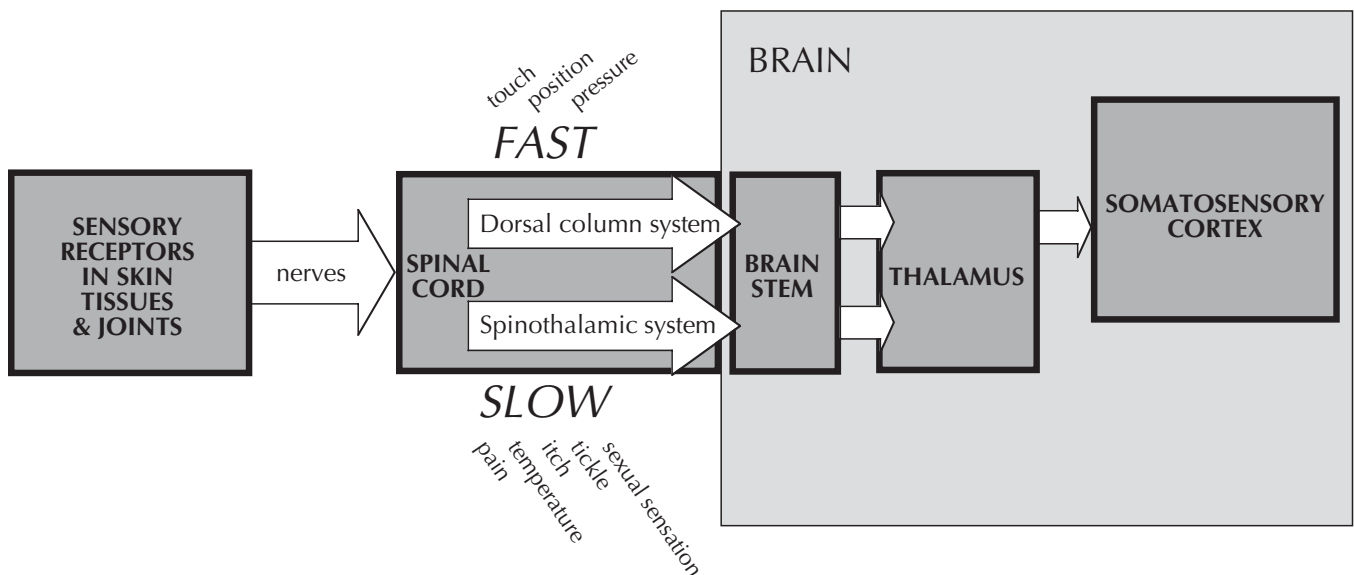 touch
position
pressure
FAST
BRAIN
SENSORY
RECEPTORS
IN SKIN
TISSUES
& JOINTS
nerves
SPINAL
CORD
Dorsal column system
Spinothalamic system
BRAIN
STEM
THALAMUS
SOMATOSENSORY
CORTEX
SLOW
pain
temperature
itch
tickle
sexual sensation